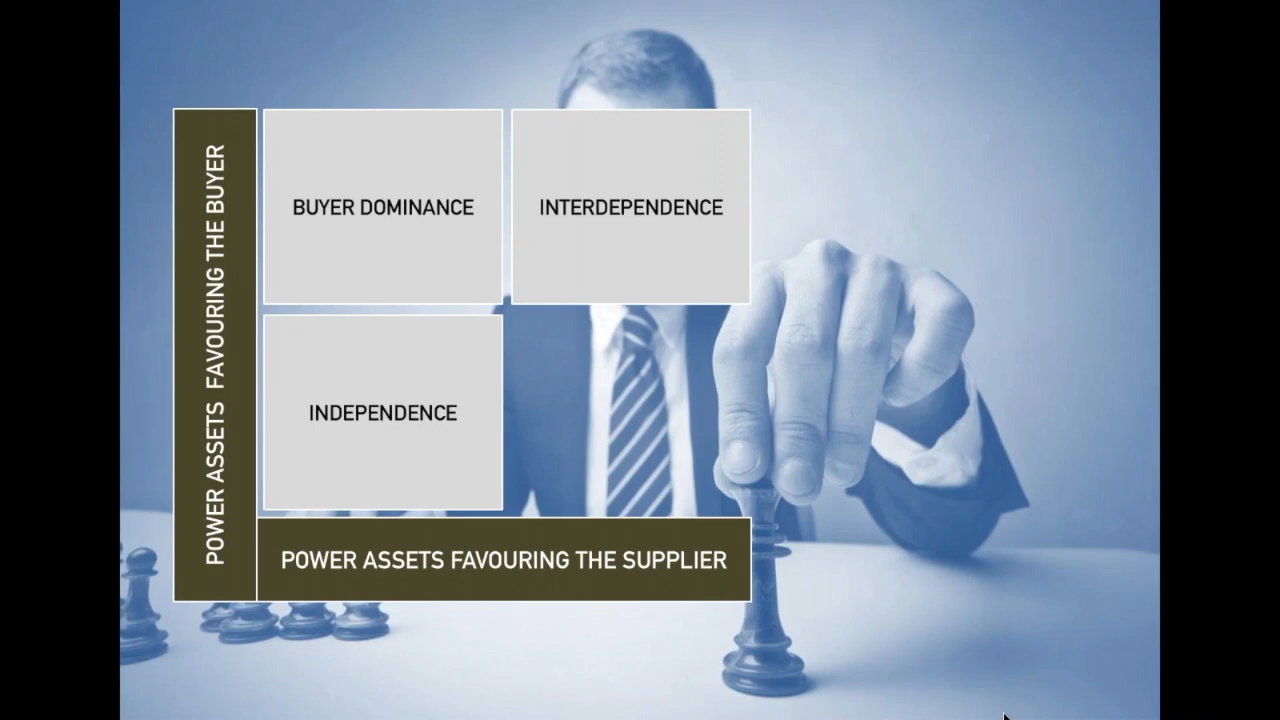 POWER ASSETS FAVOURING THE BUYER
BUYER DOMINANCE
INTERDEPENDENCE
INDEPENDENCE
POWER ASSETS FAVOURING THE SUPPLIER